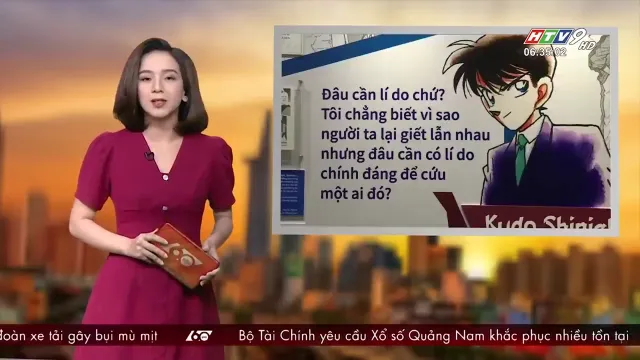 HTV9 HD
06:35:02
Đâu cần lí do chứ?
Tôi chẳng biết vì sao
người ta lại giết lẫn nhau
nhưng đâu cần có lí do
chính đáng để cứu
một ai đó?
Kudo Shinic
đoàn xe tải gây bụi mù mịt 60 Bộ Tài Chính yêu cầu Xổ số Quảng Nam khắc phục nhiều tồn tại